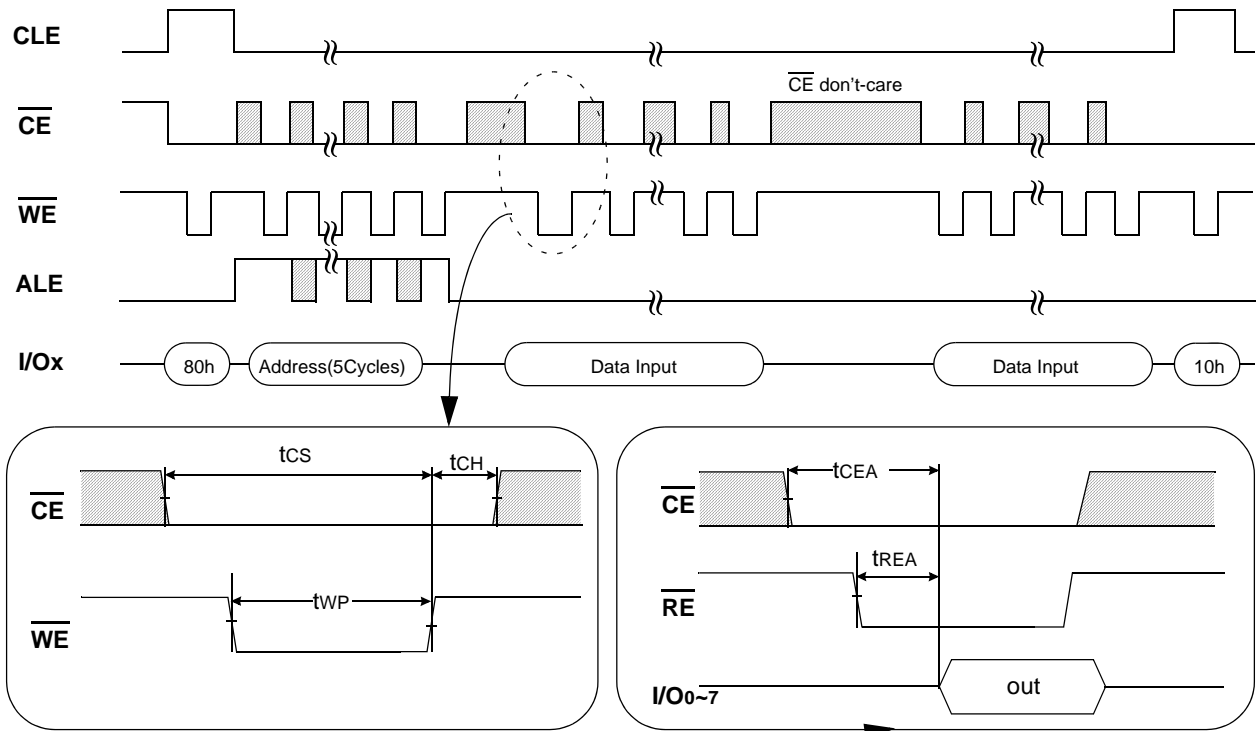 CLE
CE don't-care
CE
WE
ALE
I/Ox
80h
Address(5Cycles)
Data Input
Data Input
10h
tCS
tCH
CE
tWP
WE
tCEA
CE
tREA
RE
I/O0~7
out